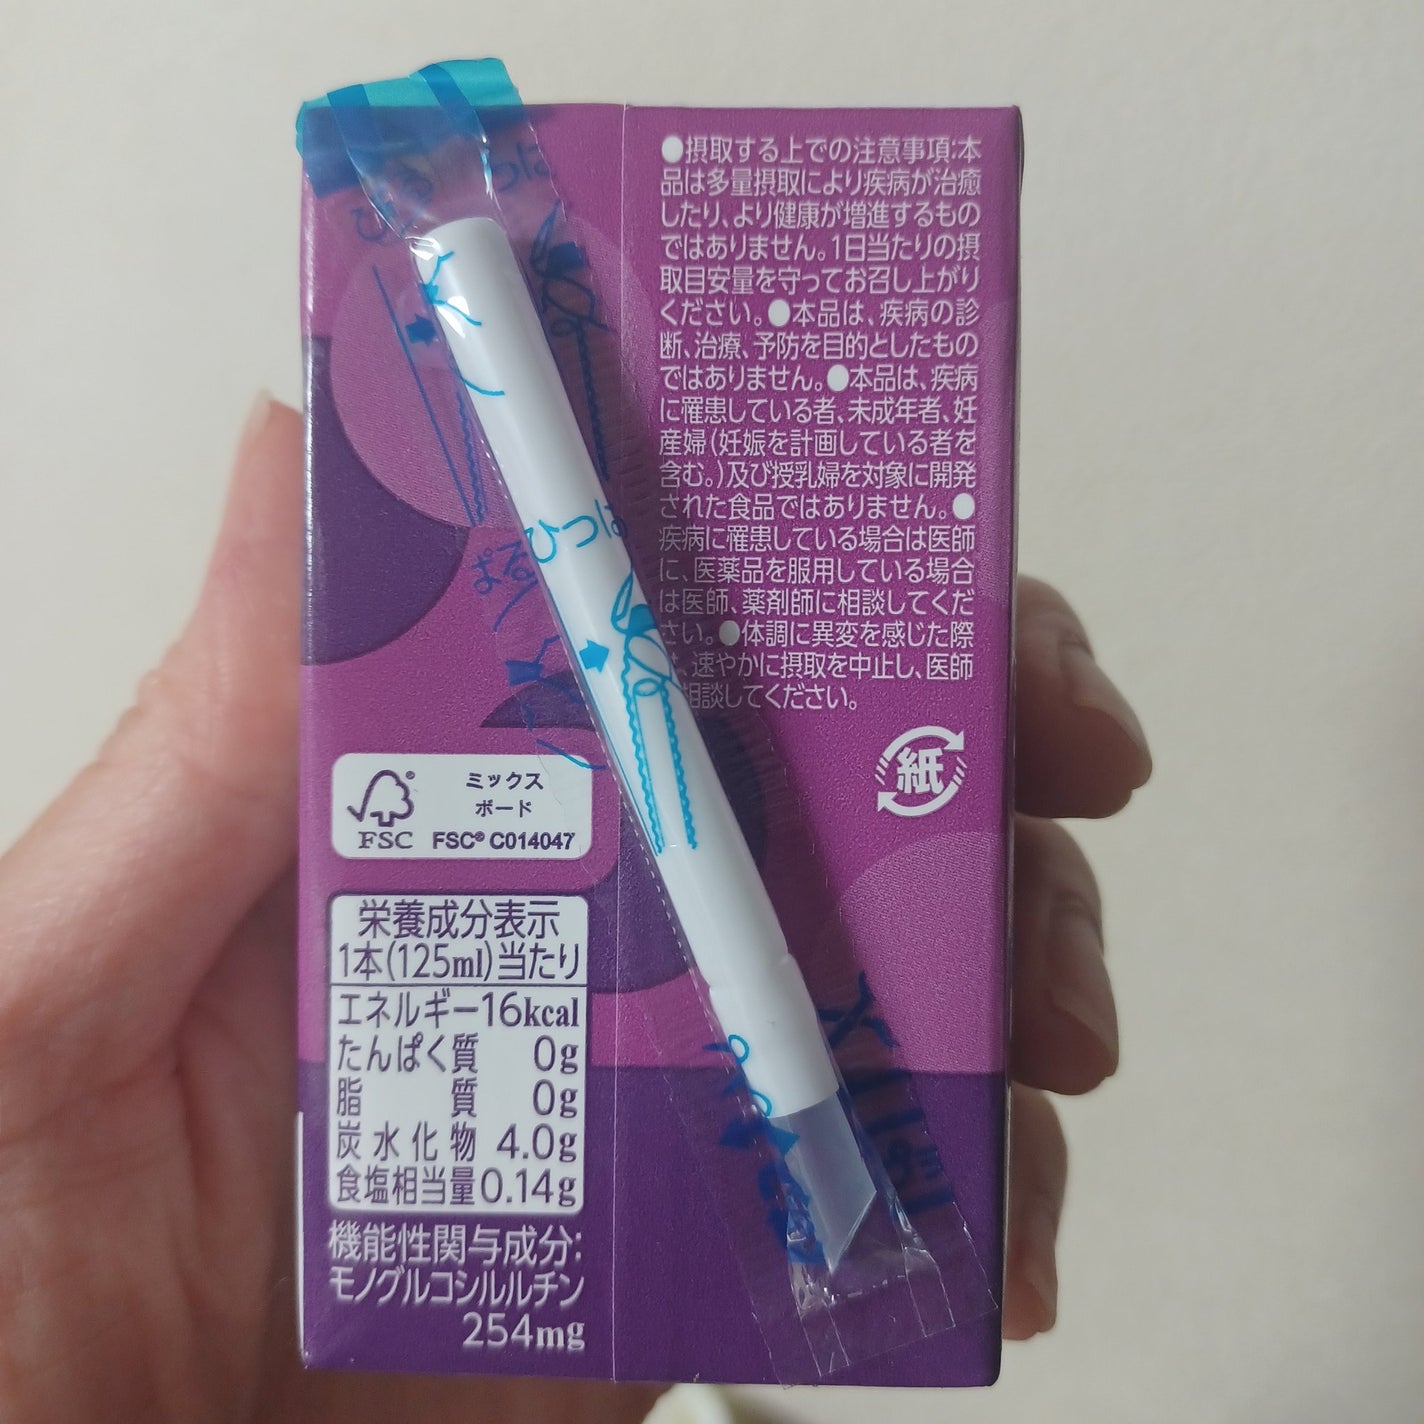 ●摂取する上での注意事項:本
品は多量摂取により疾病が治癒
したり、より健康が増進するもの
ではありません。1日当たりの摂
取目安量を守ってお召し上がり
ください。●本品は、疾病の診
断、治療、予防を目的としたもの
ではありません。●本品は、疾病
に罹患している者、未成年者、妊
産婦(妊娠を計画している者を
含む。)及び授乳婦を対象に開発
された食品ではありません。●
疾病に罹患している場合は医師
に、医薬品を服用している場合
は医師、薬剤師に相談してくだ
さい。●体調に異変を感じた際
、速やかに摂取を中止し、医師
相談してください。
紙
ひっぱ
ぱる
ミックス
ボード
FSC
FSC® C014047
栄養成分表示
1本(125ml)当たり
エネルギー16kcal
たんぱく質 0g
脂質 0g
炭水化物 4.0g
食塩相当量0.14g
機能性関与成分:
モノグルコシルルチン
254mg